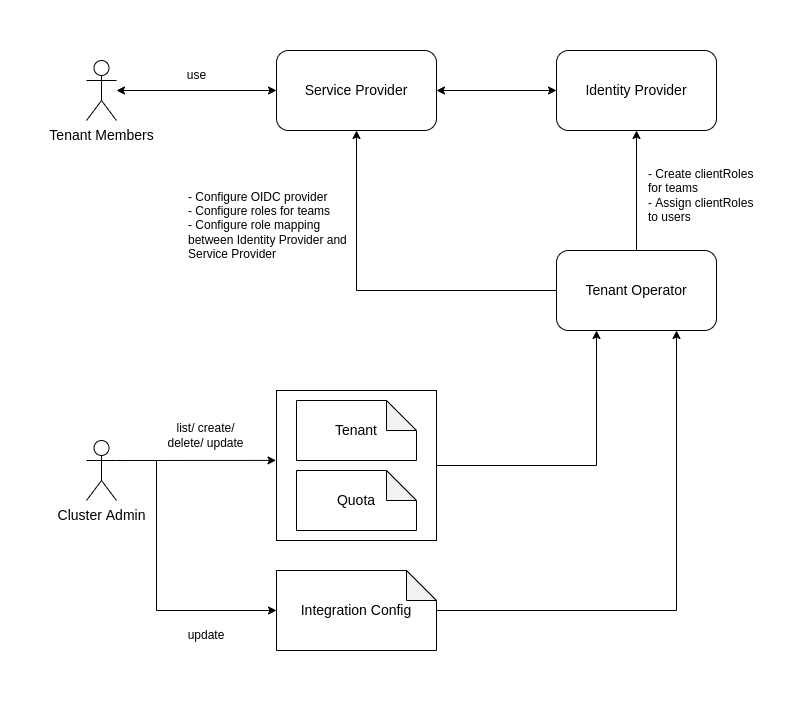 use
Service Provider
Identity Provider
Tenant Members
- Create clientRoles
for teams
- Assign clientRoles
to users
- Configure OIDC provider
- Configure roles for teams
- Configure role mapping
between Identity Provider and
Service Provider
Tenant Operator
list/ create/
delete/ update
Tenant
Quota
Cluster Admin
Integration Config
update